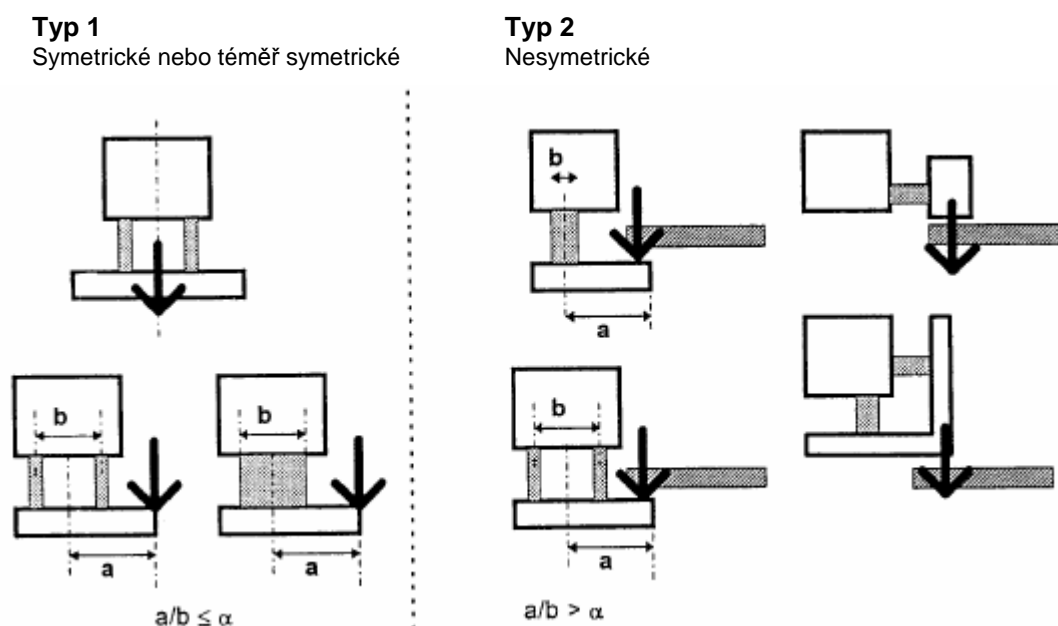 Typ 1
Symetrické nebo téměř symetrické
Typ 2
Nesymetrické
b
a
b
a
b
a
a/b ≤ α
b
a
a/b > α